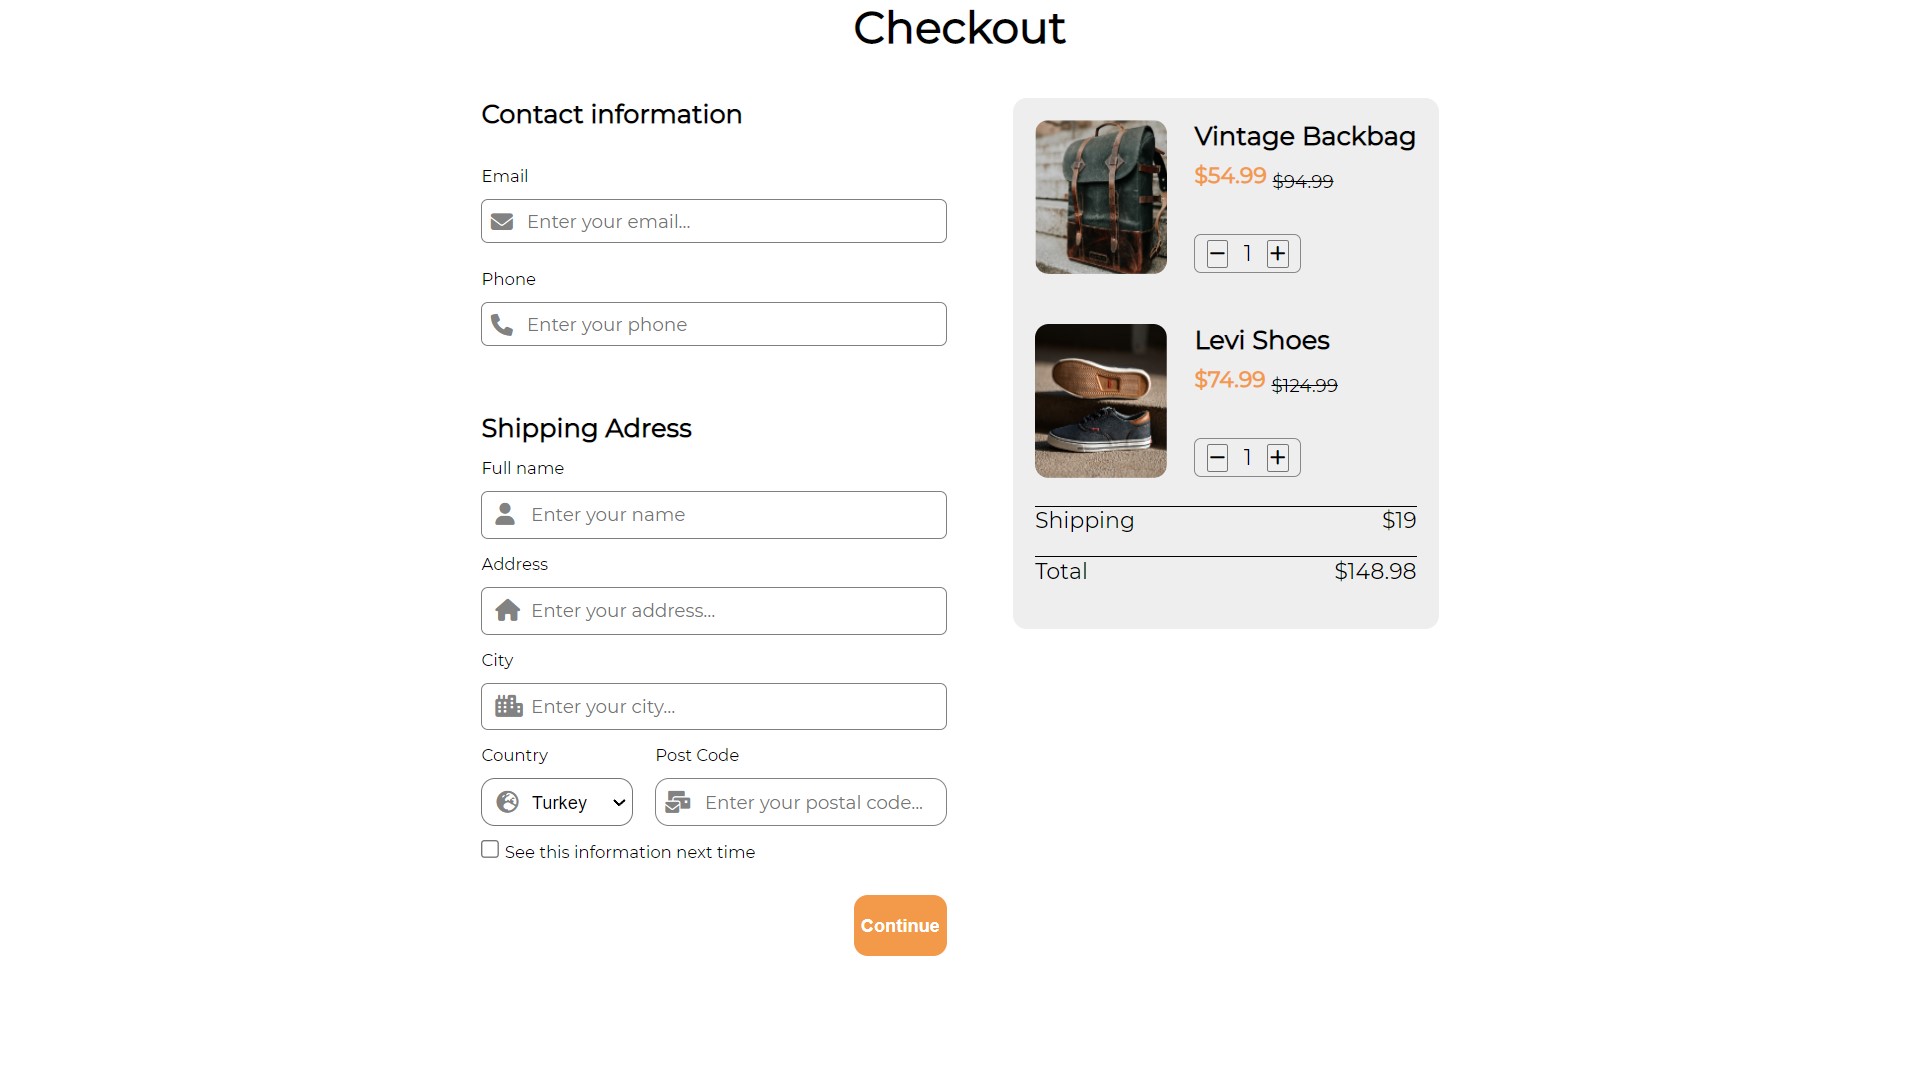 Checkout
Contact information
Email
Enter your email...
Phone
Enter your phone
Shipping Adress
Full name
Enter your name
Address
Enter your address...
City
Enter your city...
Country
Post Code
Turkey
Enter your postal code...
See this information next time
Continue
Vintage Backbag
$54.99 $94.99
1
Levi Shoes
$74.99 $124.99
1
Shipping $19
Total $148.98